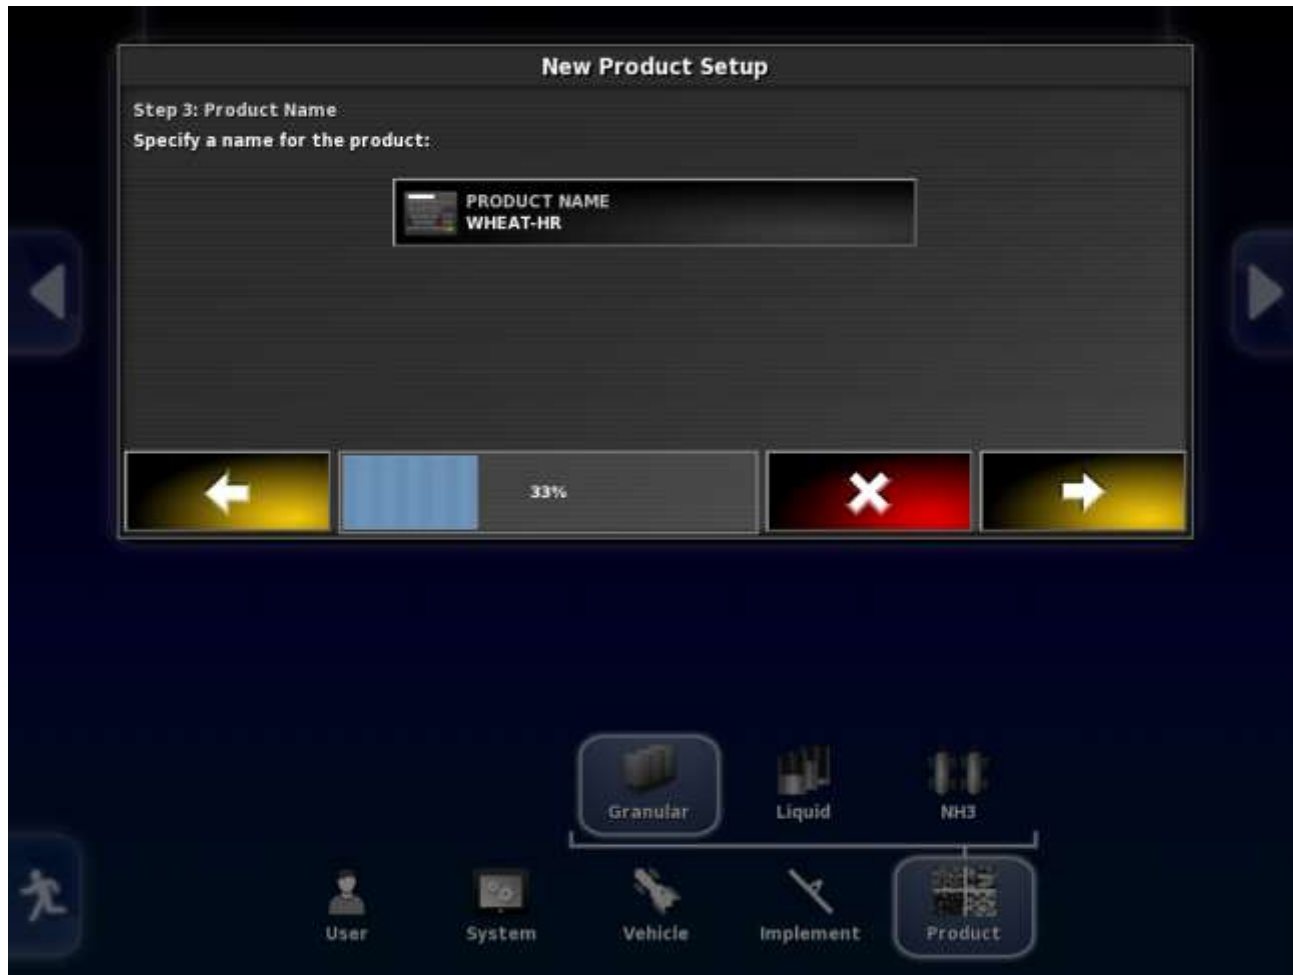 New Product Setup
Step 3: Product Name
Specify a name for the product:
PRODUCT NAME
WHEAT-HR
33%
Granular
Liquid
NH3
User
System
Vehicle
Implement
Product